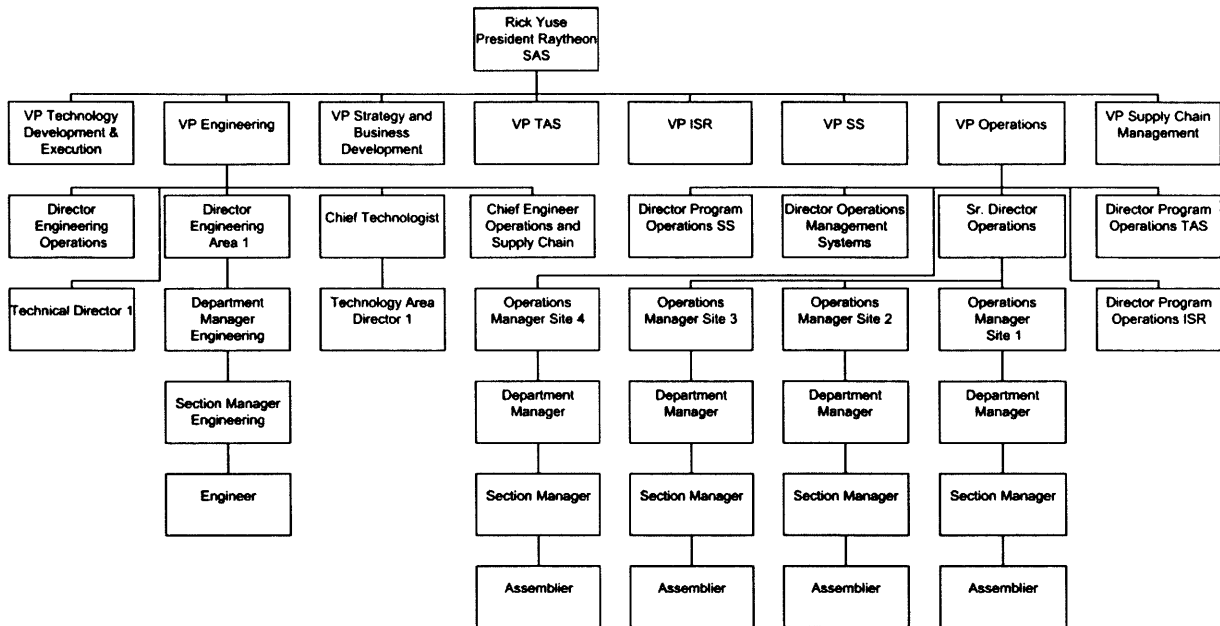 Rick Yuse
President Raytheon
SAS
VP Technology
Development &
Execution
VP Engineering
VP Strategy and
Business
Development
VP TAS
VP ISR
VP SS
VP Operations
VP Supply Chain
Management
Director
Engineering
Operations
Director
Engineering
Area 1
Chief Technologist
Chief Engineer
Operations and
Supply Chain
Director Program
Operations SS
Director Operations
Management
Systems
Sr. Director
Operations
Director Program
Operations TAS
Technical Director 1
Department
Manager
Engineering
Technology Area
Director 1
Operations
Manager Site 4
Operations
Manager Site 3
Operations
Manager Site 2
Operations
Manager
Site 1
Director Program
Operations ISR
Section Manager
Engineering
Department
Manager
Department
Manager
Department
Manager
Department
Manager
Engineer
Section Manager
Section Manager
Section Manager
Section Manager
Assemblier
Assemblier
Assemblier
Assemblier